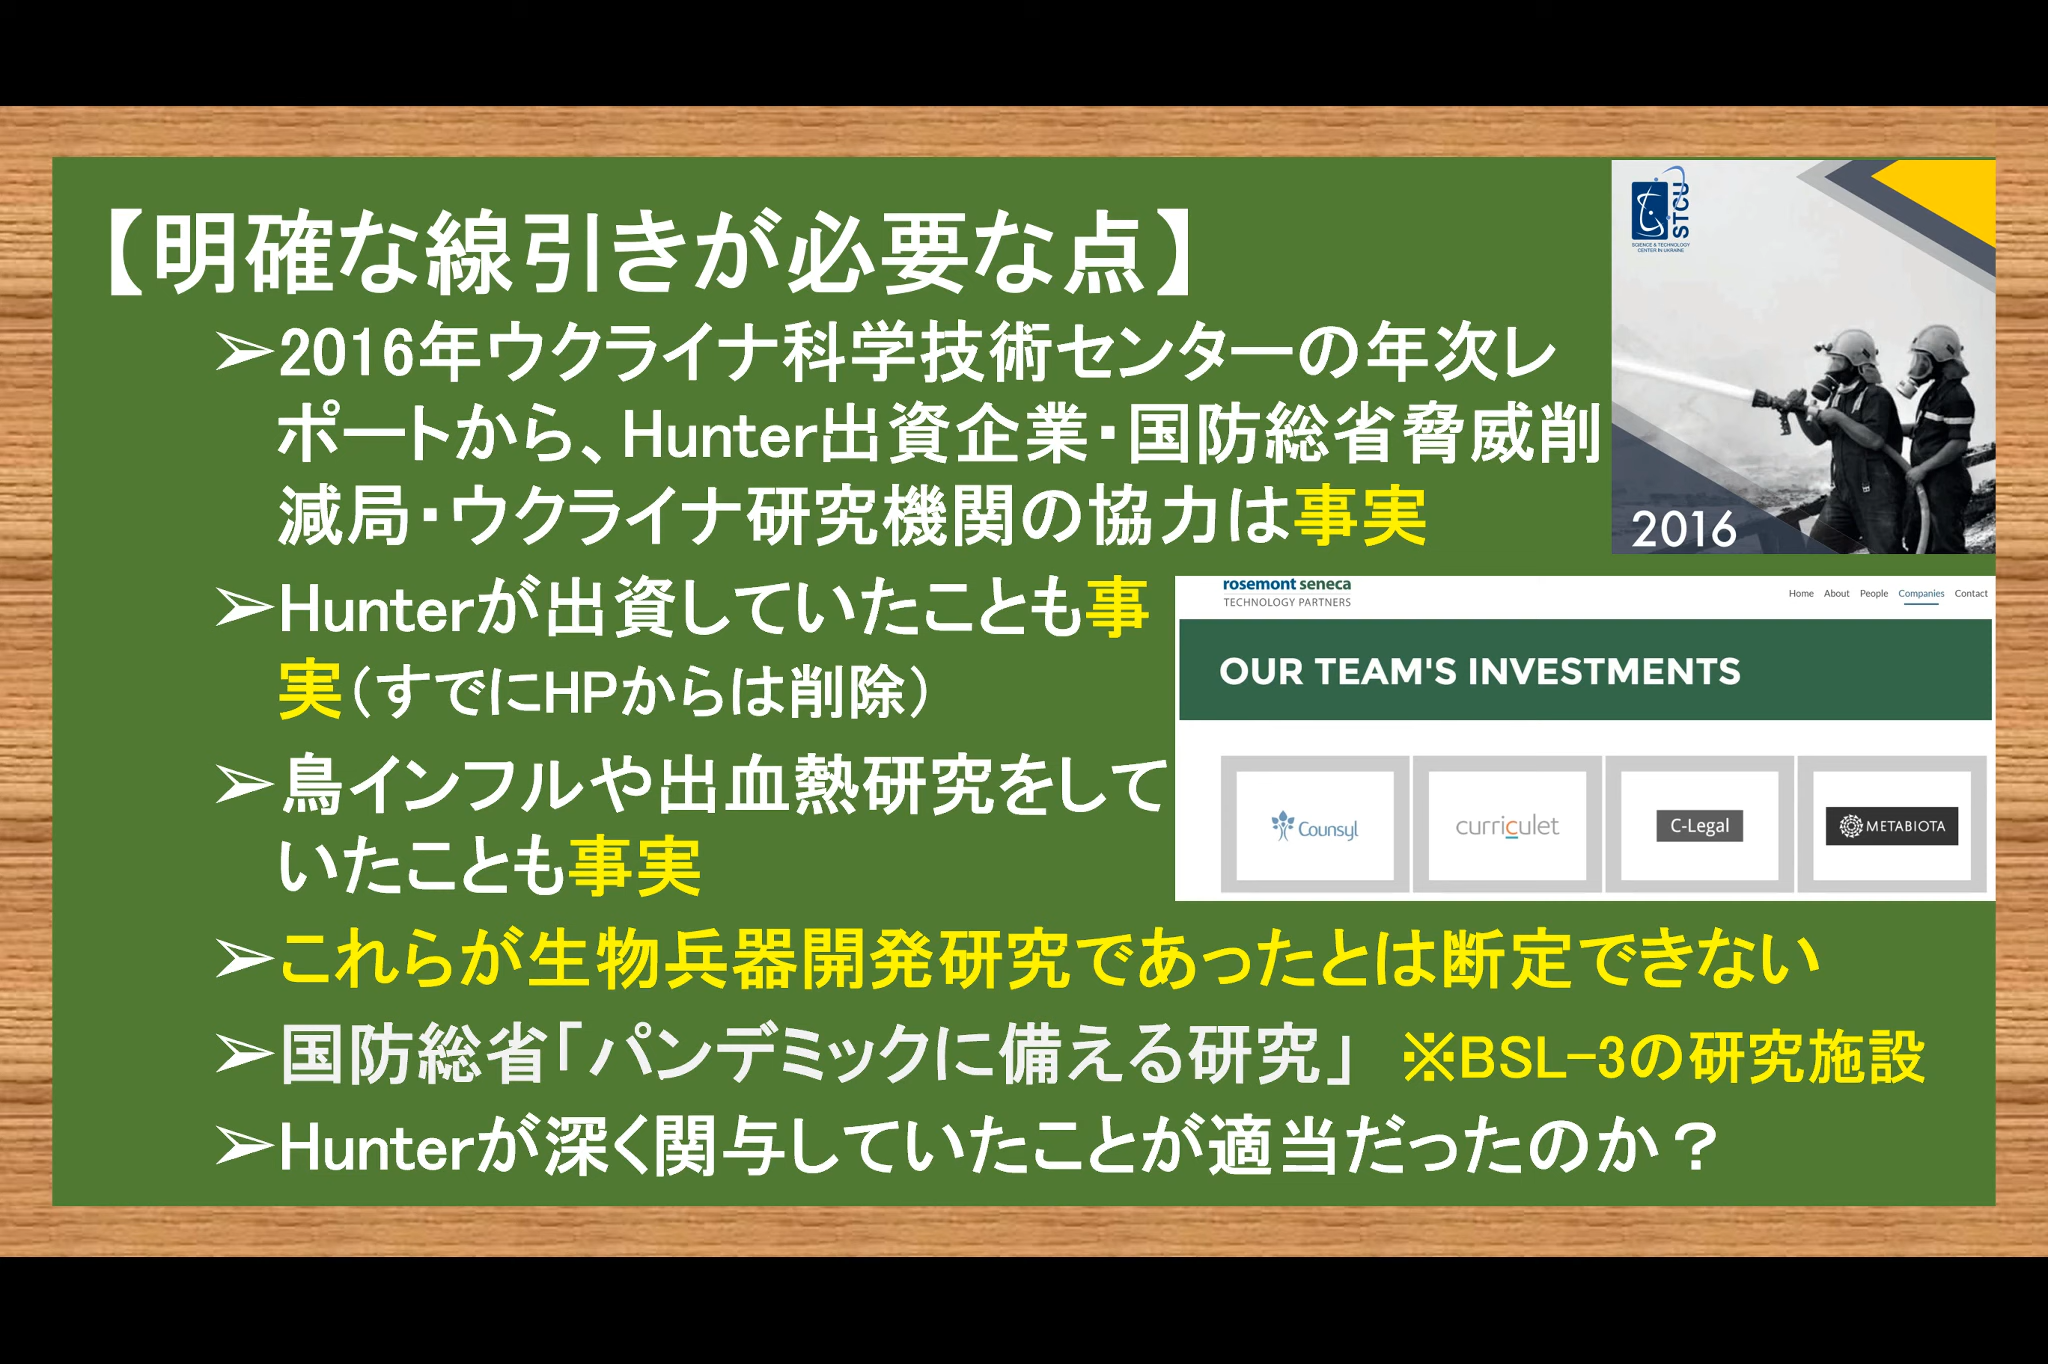 【明確な線引きが必要な点】
➢2016年ウクライナ科学技術センターの年次レ
ポートから、Hunter出資企業・国防総省脅威削
減局・ウクライナ研究機関の協力は事実
➢Hunterが出資していたことも事
実（すでにHPからは削除）
➢鳥インフルや出血熱研究をして
いたことも事実
➢これらが生物兵器開発研究であったとは断定できない
➢国防総省「パンデミックに備える研究」 ※BSL-3の研究施設
➢Hunterが深く関与していたことが適当だったのか？
STCU
SCIENCE & TECHNOLOGY
CENTER IN UKRAINE
2016
rosemont seneca
TECHNOLOGY PARTNERS
Home About People Companies Contact
OUR TEAM'S INVESTMENTS
Counsyl
curriculet
C-Legal
METABIOTA